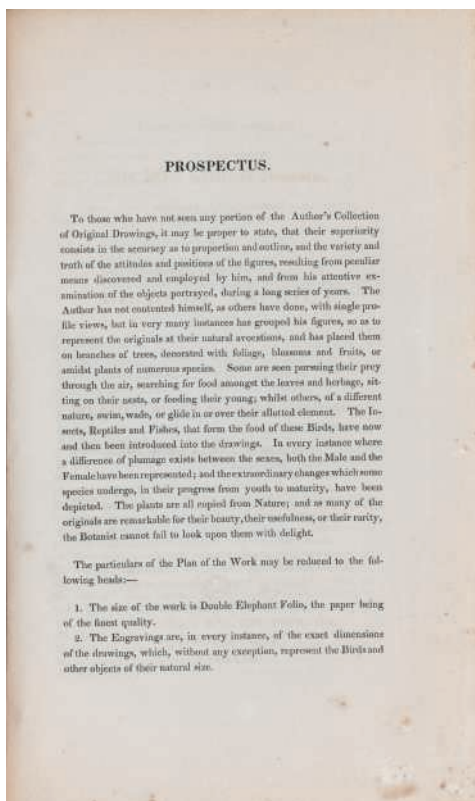 PROSPECTUS.
To those who have not seen any portion of the Author's Collection
of Original Drawings, it may be proper to state, that their superiority
consists in the accuracy as to proportion and outline, and the variety and
truth of the attitudes and positions of the figures, resulting from peculiar
means discovered and employed by him, and from his attentive ex-
amination of the objects portrayed, during a long series of years. The
Author has not contented himself, as others have done, with single pro-
file views, but in very many instances has grouped his figures, so as to
represent the originals at their natural avocations, and has placed them
on branches of trees, decorated with foliage, blossoms and fruits, or
amidst plants of numerous species. Some are seen pursuing their prey
through the air, searching for food amongst the leaves and herbage, sit-
ting on their nests, or feeding their young; whilst others, of a different
nature, swim, wade, or glide in or over their allotted element. The In-
sects, Reptiles and Fishes, that form the food of these Birds, have now
and then been introduced into the drawings. In every instance where
a difference of plumage exists between the sexes, both the Male and the
Female have been represented; and the extraordinary changes which some
species undergo, in their progress from youth to maturity, have been
depicted. The plants are all copied from Nature; and as many of the
originals are remarkable for their beauty, their usefulness, or their rarity,
the Botanist cannot fail to look upon them with delight.
The particulars of the Plan of the Work may be reduced to the fol-
lowing heads:—
1. The size of the work is Double Elephant Folio, the paper being
of the finest quality.
2. The Engravings are, in every instance, of the exact dimensions
of the drawings, which, without any exception, represent the Birds and
other objects of their natural size.